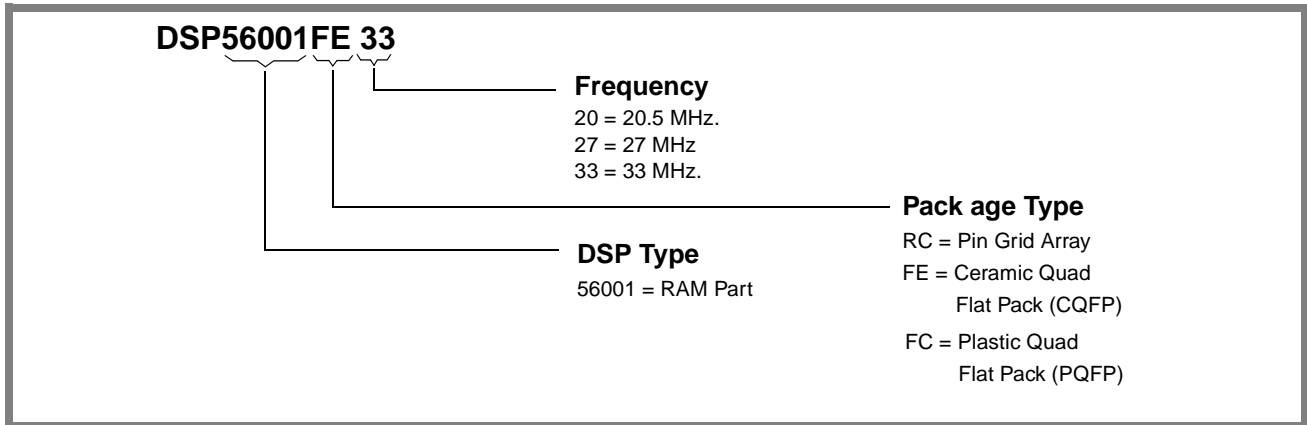 DSP56001FE 33
Frequency
20 = 20.5 MHz.
27 = 27 MHz
33 = 33 MHz.
Pack age Type
RC = Pin Grid Array
FE = Ceramic Quad
Flat Pack (CQFP)
FC = Plastic Quad
Flat Pack (PQFP)
DSP Type
56001 = RAM Part